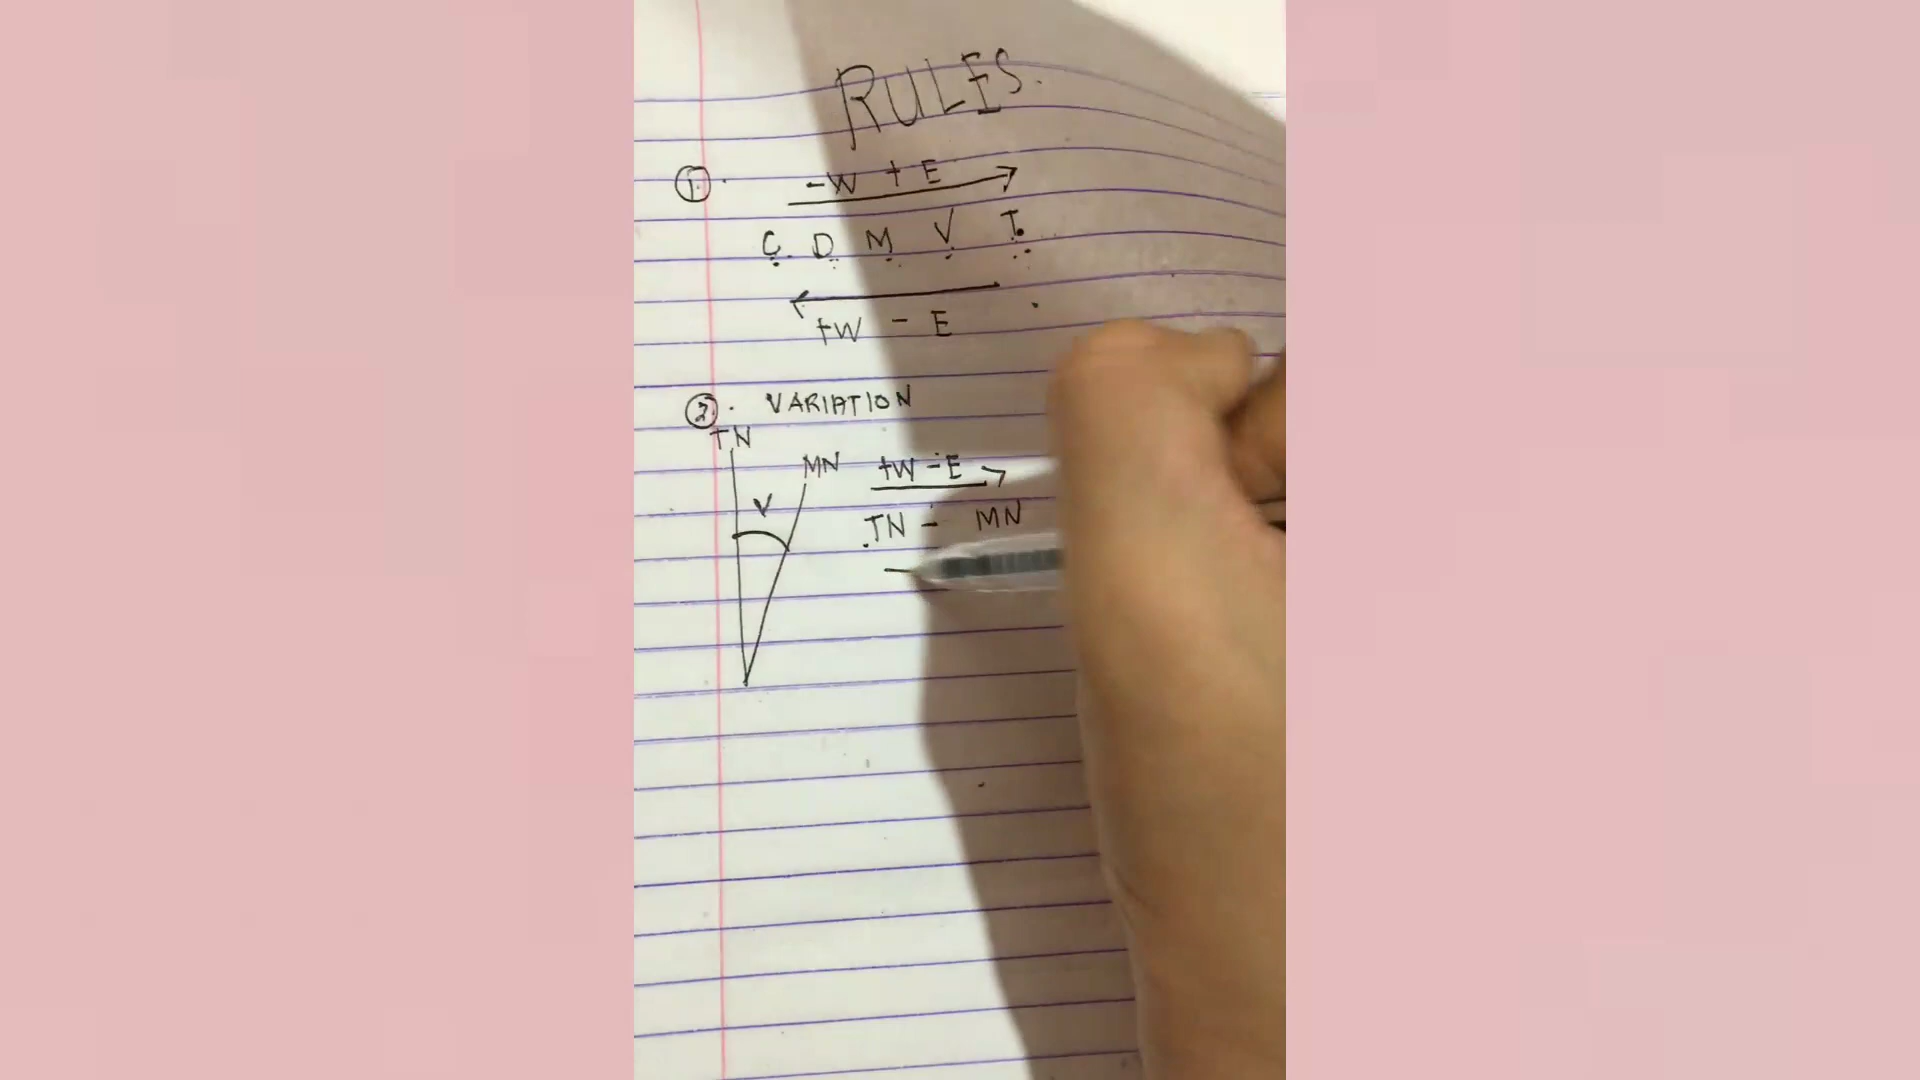 RULES.
① . -W + E
C. D M V T
+W - E
② . VARIATION
TN
MN
V
+W -E
TN - MN